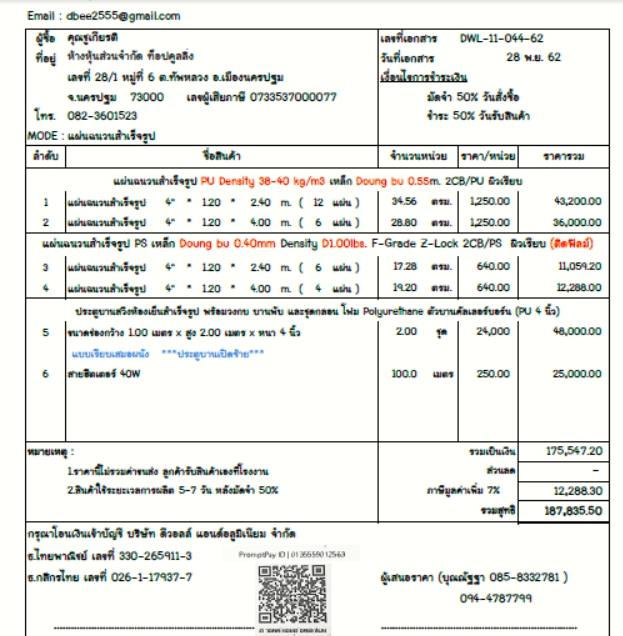 Email : dbee2555@gmail.com
ผู้ซื้อ คุณชูเกียรติ เลขที่เอกสาร DWL-11-044-62
ที่อยู่ ห้างหุ้นส่วนจำกัด ท็อปคูลลิ่ง วันที่เอกสาร 28 พ.ย. 62
เลขที่ 28/1 หมู่ที่ 6 ต.ทัพหลวง อ.เมืองนครปฐม เงื่อนไขการชำระเงิน
จ.นครปฐม 73000 เลขผู้เสียภาษี 0733537000077 มัดจำ 50% วันสั่งซื้อ
โทร. 082-3601523 ชำระ 50% วันรับสินค้า
MODE : แผ่นฉนวนสำเร็จรูป
ลำดับ ชื่อสินค้า จำนวนหน่วย ราคา/หน่วย ราคารวม
แผ่นฉนวนสำเร็จรูป PU Density 38-40 kg/m3 เหล็ก Doung bu 0.55m. 2CB/PU ผิวเรียบ
1 แผ่นฉนวนสำเร็จรูป 4" * 1.20 * 2.40 m. ( 12 แผ่น ) 34.56 ตรม. 1,250.00 43,200.00
2 แผ่นฉนวนสำเร็จรูป 4" * 1.20 * 4.00 m. ( 6 แผ่น ) 28.80 ตรม. 1,250.00 36,000.00
แผ่นฉนวนสำเร็จรูป PS เหล็ก Doung bu 0.40mm Density D1.00lbs. F-Grade Z-Lock 2CB/PS ผิวเรียบ (ติดฟิลม์)
3 แผ่นฉนวนสำเร็จรูป 4" * 1.20 * 2.40 m. ( 6 แผ่น ) 17.28 ตรม. 640.00 11,059.20
4 แผ่นฉนวนสำเร็จรูป 4" * 1.20 * 4.00 m. ( 4 แผ่น ) 19.20 ตรม. 640.00 12,288.00
ประตูบานสวิงห้องเย็นสำเร็จรูป พร้อมวงกบ บานพับ และชุดกลอน โฟม Polyurethane ตัวบานคัลเลอร์บอร์น (PU 4 นิ้ว)
5 ขนาดช่องกว้าง 1.00 เมตร x สูง 2.00 เมตร x หนา 4 นิ้ว 2.00 ชุด 24,000 48,000.00
แบบเรียบเสมอผนัง ***ประตูบานเปิดซ้าย***
6 สายฮีตเตอร์ 40W 100.0 เมตร 250.00 25,000.00
หมายเหตุ : รวมเป็นเงิน 175,547.20
1.ราคานี้ไม่รวมค่าขนส่ง ลูกค้ารับสินค้าเองที่โรงงาน ส่วนลด -
2.สินค้าใช้ระยะเวลาการผลิต 5-7 วัน หลังมัดจำ 50% ภาษีมูลค่าเพิ่ม 7% 12,288.30
รวมสุทธิ 187,835.50
กรุณาโอนเงินเข้าบัญชี บริษัท ดีวอลล์ แอนด์อลูมิเนียม จำกัด
ธ.ไทยพาณิชย์ เลขที่ 330-265911-3 PromptPay ID | 0135559012563
ธ.กสิกรไทย เลขที่ 026-1-17937-7 ผู้เสนอราคา (บุณณัฐฐา 085-8332781 )
094-4787799